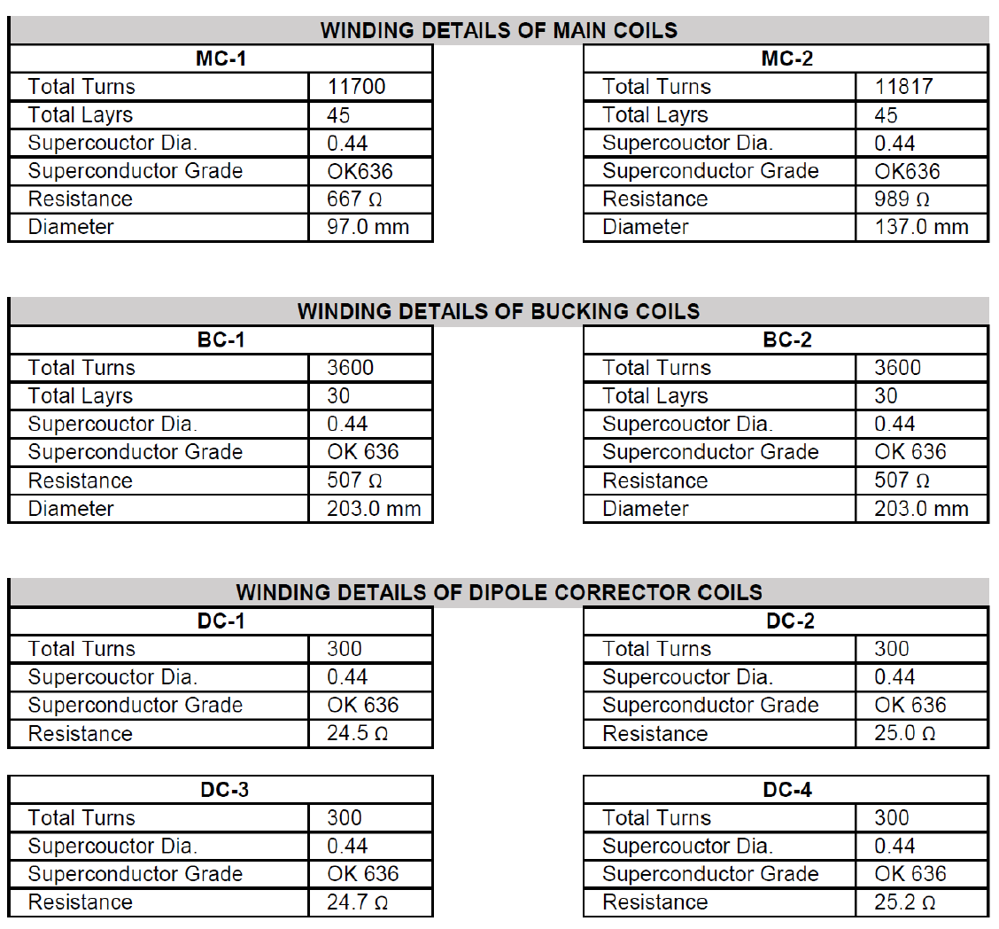 WINDING DETAILS OF MAIN COILS
MC-1
Total Turns 11700
Total Layrs 45
Supercouctor Dia. 0.44
Superconductor Grade OK636
Resistance 667 Ω
Diameter 97.0 mm
MC-2
Total Turns 11817
Total Layrs 45
Supercouctor Dia. 0.44
Superconductor Grade OK636
Resistance 989 Ω
Diameter 137.0 mm
WINDING DETAILS OF BUCKING COILS
BC-1
Total Turns 3600
Total Layrs 30
Supercouctor Dia. 0.44
Superconductor Grade OK 636
Resistance 507 Ω
Diameter 203.0 mm
BC-2
Total Turns 3600
Total Layrs 30
Supercouctor Dia. 0.44
Superconductor Grade OK 636
Resistance 507 Ω
Diameter 203.0 mm
WINDING DETAILS OF DIPOLE CORRECTOR COILS
DC-1
Total Turns 300
Supercouctor Dia. 0.44
Superconductor Grade OK 636
Resistance 24.5 Ω
DC-2
Total Turns 300
Supercouctor Dia. 0.44
Superconductor Grade OK 636
Resistance 25.0 Ω
DC-3
Total Turns 300
Supercouctor Dia. 0.44
Superconductor Grade OK 636
Resistance 24.7 Ω
DC-4
Total Turns 300
Supercouctor Dia. 0.44
Superconductor Grade OK 636
Resistance 25.2 Ω